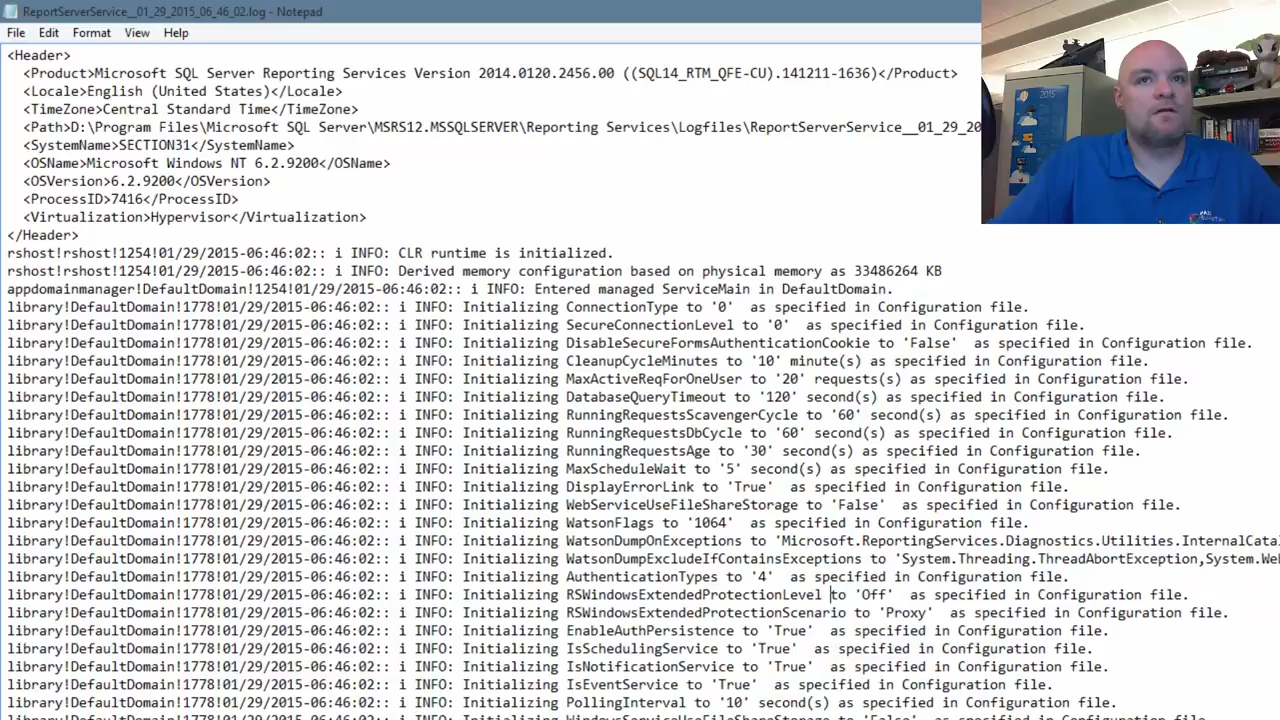 ReportServerService__01_29_2015_06_46_02.log - Notepad
File Edit Format View Help
<Header>
<Product>Microsoft SQL Server Reporting Services Version 2014.0120.2456.00 ((SQL14_RTM_QFE-CU).141211-1636)</Product>
<Locale>English (United States)</Locale>
<TimeZone>Central Standard Time</TimeZone>
<Path>D:\Program Files\Microsoft SQL Server\MSRS12.MSSQLSERVER\Reporting Services\Logfiles\ReportServerService__01_29_20
<SystemName>SECTION31</SystemName>
<OSName>Microsoft Windows NT 6.2.9200</OSName>
<OSVersion>6.2.9200</OSVersion>
<ProcessID>7416</ProcessID>
<Virtualization>Hypervisor</Virtualization>
</Header>
rshost!rshost!1254!01/29/2015-06:46:02:: i INFO: CLR runtime is initialized.
rshost!rshost!1254!01/29/2015-06:46:02:: i INFO: Derived memory configuration based on physical memory as 33486264 KB
appdomainmanager!DefaultDomain!1254!01/29/2015-06:46:02:: i INFO: Entered managed ServiceMain in DefaultDomain.
library!DefaultDomain!1778!01/29/2015-06:46:02:: i INFO: Initializing ConnectionType to '0' as specified in Configuration file.
library!DefaultDomain!1778!01/29/2015-06:46:02:: i INFO: Initializing SecureConnectionLevel to '0' as specified in Configuration file.
library!DefaultDomain!1778!01/29/2015-06:46:02:: i INFO: Initializing DisableSecureFormsAuthenticationCookie to 'False' as specified in Configuration file.
library!DefaultDomain!1778!01/29/2015-06:46:02:: i INFO: Initializing CleanupCycleMinutes to '10' minute(s) as specified in Configuration file.
library!DefaultDomain!1778!01/29/2015-06:46:02:: i INFO: Initializing MaxActiveReqForOneUser to '20' requests(s) as specified in Configuration file.
library!DefaultDomain!1778!01/29/2015-06:46:02:: i INFO: Initializing DatabaseQueryTimeout to '120' second(s) as specified in Configuration file.
library!DefaultDomain!1778!01/29/2015-06:46:02:: i INFO: Initializing RunningRequestsScavengerCycle to '60' second(s) as specified in Configuration file.
library!DefaultDomain!1778!01/29/2015-06:46:02:: i INFO: Initializing RunningRequestsDbCycle to '60' second(s) as specified in Configuration file.
library!DefaultDomain!1778!01/29/2015-06:46:02:: i INFO: Initializing RunningRequestsAge to '30' second(s) as specified in Configuration file.
library!DefaultDomain!1778!01/29/2015-06:46:02:: i INFO: Initializing MaxScheduleWait to '5' second(s) as specified in Configuration file.
library!DefaultDomain!1778!01/29/2015-06:46:02:: i INFO: Initializing DisplayErrorLink to 'True' as specified in Configuration file.
library!DefaultDomain!1778!01/29/2015-06:46:02:: i INFO: Initializing WebServiceUseFileShareStorage to 'False' as specified in Configuration file.
library!DefaultDomain!1778!01/29/2015-06:46:02:: i INFO: Initializing WatsonFlags to '1064' as specified in Configuration file.
library!DefaultDomain!1778!01/29/2015-06:46:02:: i INFO: Initializing WatsonDumpOnExceptions to 'Microsoft.ReportingServices.Diagnostics.Utilities.InternalCata
library!DefaultDomain!1778!01/29/2015-06:46:02:: i INFO: Initializing WatsonDumpExcludeIfContainsExceptions to 'System.Threading.ThreadAbortException,System.We
library!DefaultDomain!1778!01/29/2015-06:46:02:: i INFO: Initializing AuthenticationTypes to '4' as specified in Configuration file.
library!DefaultDomain!1778!01/29/2015-06:46:02:: i INFO: Initializing RSWindowsExtendedProtectionLevel to 'Off' as specified in Configuration file.
library!DefaultDomain!1778!01/29/2015-06:46:02:: i INFO: Initializing RSWindowsExtendedProtectionScenario to 'Proxy' as specified in Configuration file.
library!DefaultDomain!1778!01/29/2015-06:46:02:: i INFO: Initializing EnableAuthPersistence to 'True' as specified in Configuration file.
library!DefaultDomain!1778!01/29/2015-06:46:02:: i INFO: Initializing IsSchedulingService to 'True' as specified in Configuration file.
library!DefaultDomain!1778!01/29/2015-06:46:02:: i INFO: Initializing IsNotificationService to 'True' as specified in Configuration file.
library!DefaultDomain!1778!01/29/2015-06:46:02:: i INFO: Initializing IsEventService to 'True' as specified in Configuration file.
library!DefaultDomain!1778!01/29/2015-06:46:02:: i INFO: Initializing PollingInterval to '10' second(s) as specified in Configuration file.
library!DefaultDomain!1778!01/29/2015-06:46:02:: i INFO: Initializing WindowsServiceUseFileShareStorage to 'False' as specified in Configuration file.
2015